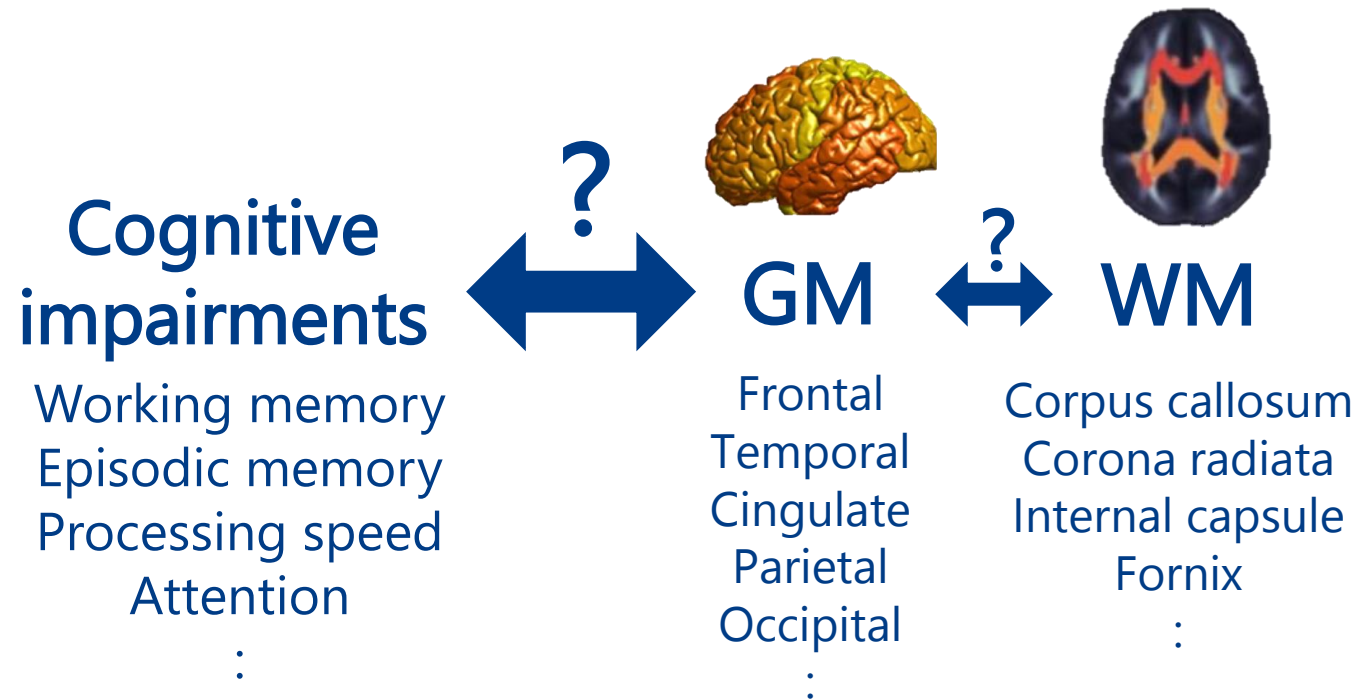 ?
?
Cognitive
impairments
GM
WM
Working memory
Episodic memory
Processing speed
Attention
:
Frontal
Temporal
Cingulate
Parietal
Occipital
:
Corpus callosum
Corona radiata
Internal capsule
Fornix
: